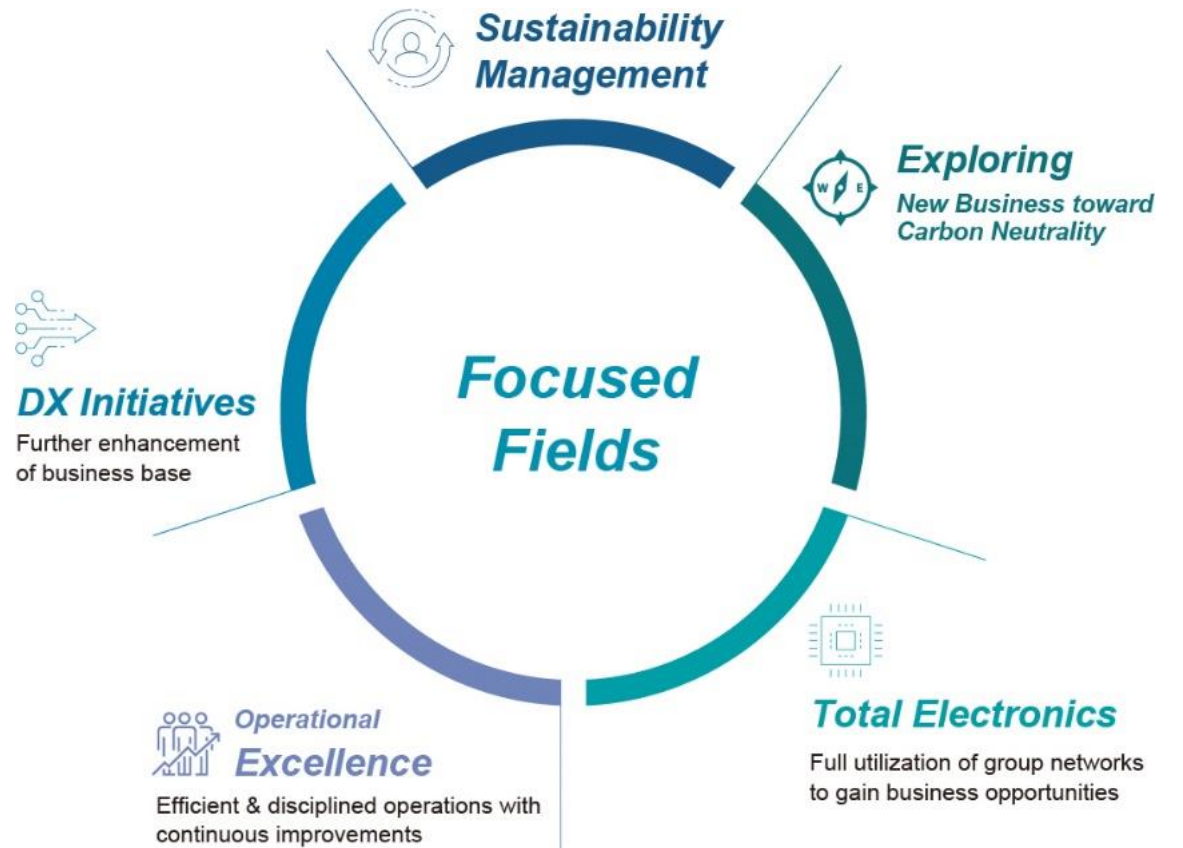 Sustainability
Management
Exploring
New Business toward
Carbon Neutrality
W E
Focused
Fields
DX Initiatives
Further enhancement
of business base
Total Electronics
Full utilization of group networks
to gain business opportunities
Operational
Excellence
Efficient & disciplined operations with
continuous improvements